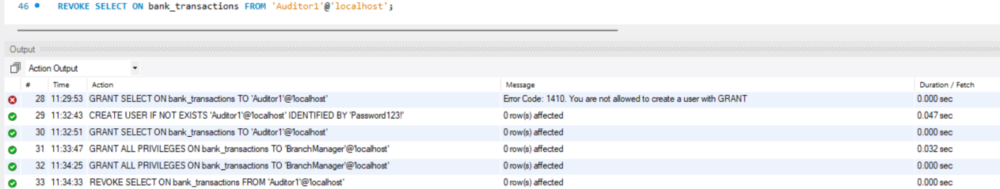 46 REVOKE SELECT ON bank_transactions FROM 'Auditor1'@'localhost';
Output
Action Output
# Time Action Message Duration / Fetch
28 11:29:53 GRANT SELECT ON bank_transactions TO 'Auditor1'@'localhost' Error Code: 1410. You are not allowed to create a user with GRANT 0.000 sec
29 11:32:43 CREATE USER IF NOT EXISTS 'Auditor1'@'localhost' IDENTIFIED BY 'Password123!' 0 row(s) affected 0.047 sec
30 11:32:51 GRANT SELECT ON bank_transactions TO 'Auditor1'@'localhost' 0 row(s) affected 0.000 sec
31 11:33:47 GRANT ALL PRIVILEGES ON bank_transactions TO 'BranchManager'@'localhost' 0 row(s) affected 0.032 sec
32 11:34:25 GRANT ALL PRIVILEGES ON bank_transactions TO 'BranchManager'@'localhost' 0 row(s) affected 0.000 sec
33 11:34:33 REVOKE SELECT ON bank_transactions FROM 'Auditor1'@'localhost' 0 row(s) affected 0.000 sec